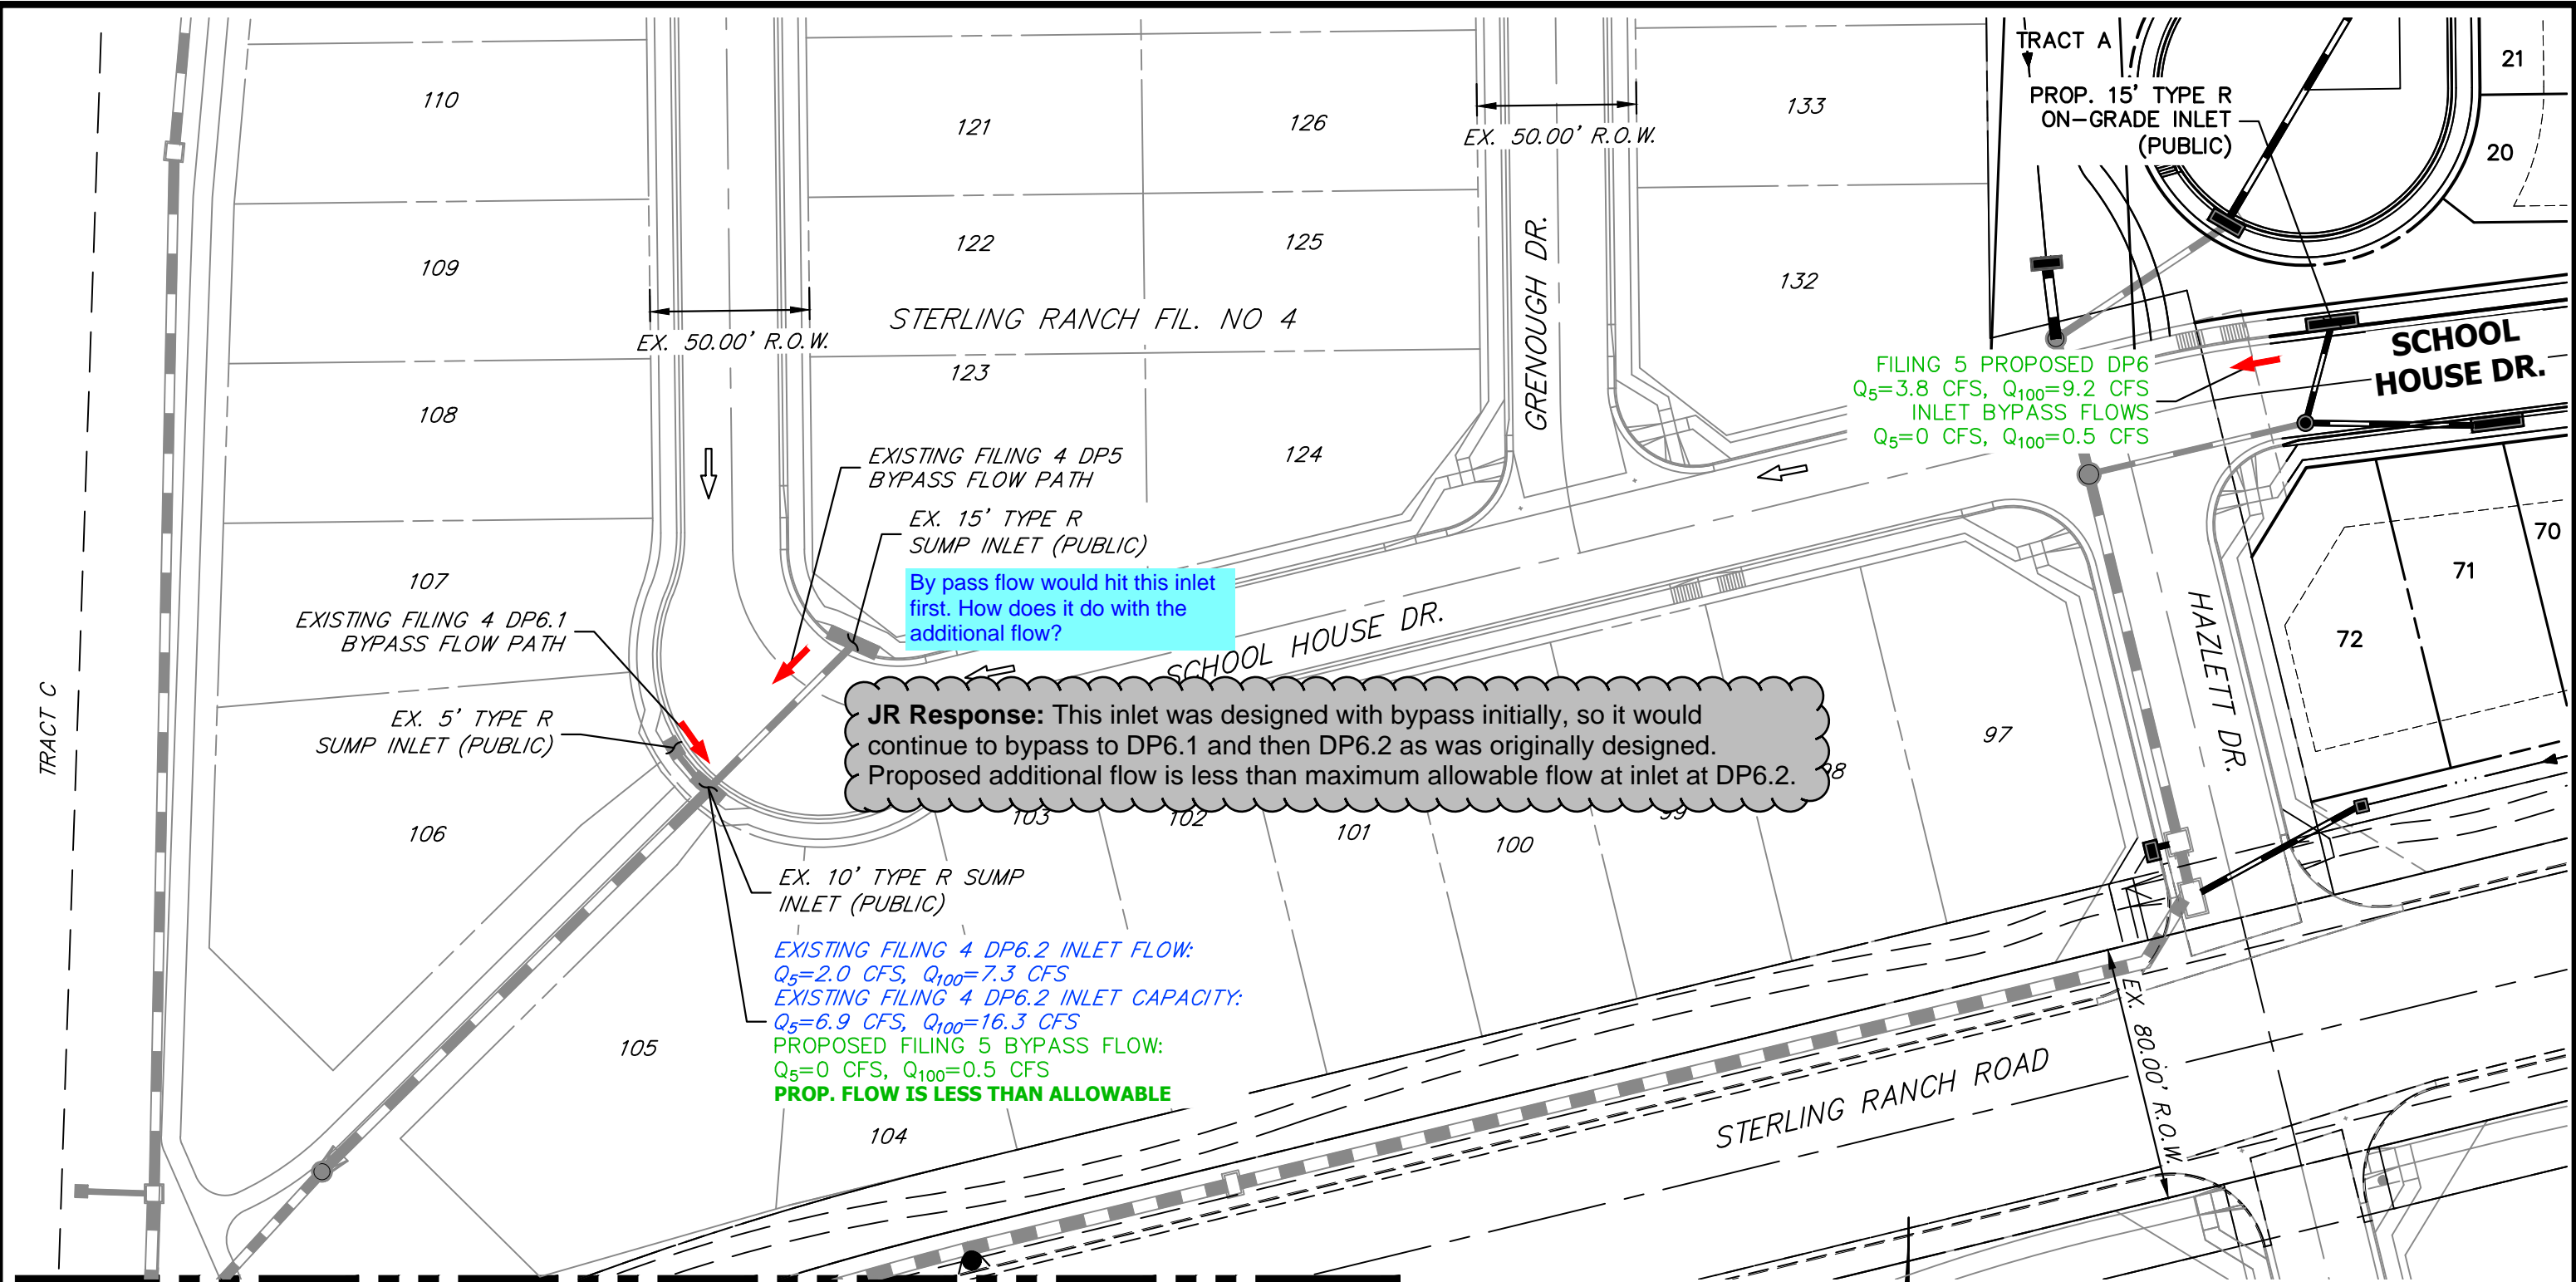 TRACT A
21
110
121
126
133
PROP. 15' TYPE R
ON-GRADE INLET
(PUBLIC)
20
EX. 50.00' R.O.W.
109
122
125
132
GRENOUGH DR.
EX. 50.00' R.O.W.
STERLING RANCH FIL. NO 4
SCHOOL
HOUSE DR.
FILING 5 PROPOSED DP6
Q5=3.8 CFS, Q100=9.2 CFS
INLET BYPASS FLOWS
Q5=0 CFS, Q100=0.5 CFS
108
123
124
EXISTING FILING 4 DP5
BYPASS FLOW PATH
EX. 15' TYPE R
SUMP INLET (PUBLIC)
By pass flow would hit this inlet
first. How does it do with the
additional flow?
70
71
72
107
EXISTING FILING 4 DP6.1
BYPASS FLOW PATH
SCHOOL HOUSE DR.
HAZLETT DR.
TRACT C
EX. 5' TYPE R
SUMP INLET (PUBLIC)
JR Response: This inlet was designed with bypass initially, so it would
continue to bypass to DP6.1 and then DP6.2 as was originally designed.
Proposed additional flow is less than maximum allowable flow at inlet at DP6.2.
97
98
99
100
101
102
103
106
EX. 10' TYPE R SUMP
INLET (PUBLIC)
EXISTING FILING 4 DP6.2 INLET FLOW:
Q5=2.0 CFS, Q100=7.3 CFS
EXISTING FILING 4 DP6.2 INLET CAPACITY:
Q5=6.9 CFS, Q100=16.3 CFS
PROPOSED FILING 5 BYPASS FLOW:
Q5=0 CFS, Q100=0.5 CFS
PROP. FLOW IS LESS THAN ALLOWABLE
105
104
STERLING RANCH ROAD
EX. 80.00' R.O.W.